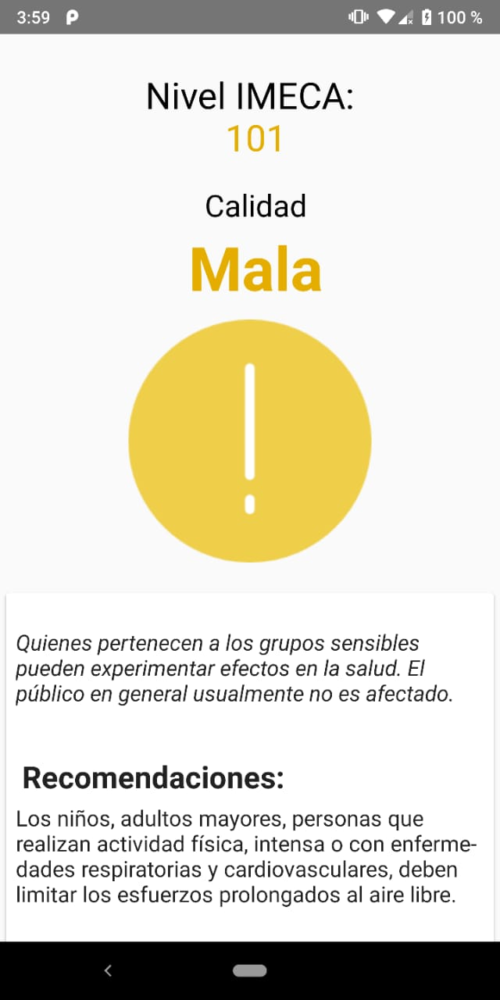 3:59
100 %
Nivel IMECA:
101
Calidad
Mala
!
Quienes pertenecen a los grupos sensibles
pueden experimentar efectos en la salud. El
público en general usualmente no es afectado.
Recomendaciones:
Los niños, adultos mayores, personas que
realizan actividad física, intensa o con enferme-
dades respiratorias y cardiovasculares, deben
limitar los esfuerzos prolongados al aire libre.